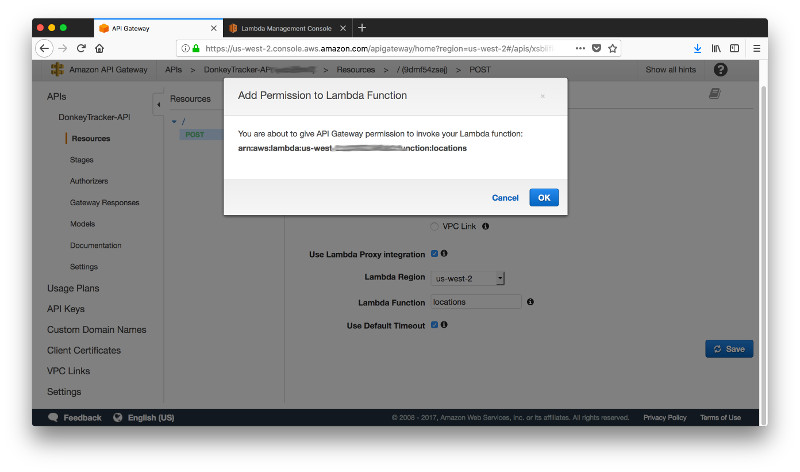 API Gateway
Lambda Management Console
https://us-west-2.console.aws.amazon.com/apigateway/home?region=us-west-2#/apis/xsblf
Amazon API Gateway
APIs > DonkeyTracker-API > Resources > / (9dmf54zsej) > POST
Show all hints
APIs
DonkeyTracker-API
Resources
Stages
Authorizers
Gateway Responses
Models
Documentation
Settings
Usage Plans
API Keys
Custom Domain Names
Client Certificates
VPC Links
Settings
Resources
/
POST
Add Permission to Lambda Function
×
You are about to give API Gateway permission to invoke your Lambda function:
arn:aws:lambda:us-west- unction:locations
Cancel
OK
VPC Link
Use Lambda Proxy integration
Lambda Region us-west-2
Lambda Function locations
Use Default Timeout
Save
Feedback
English (US)
© 2008 - 2017, Amazon Web Services, Inc. or its affiliates. All rights reserved.
Privacy Policy
Terms of Use